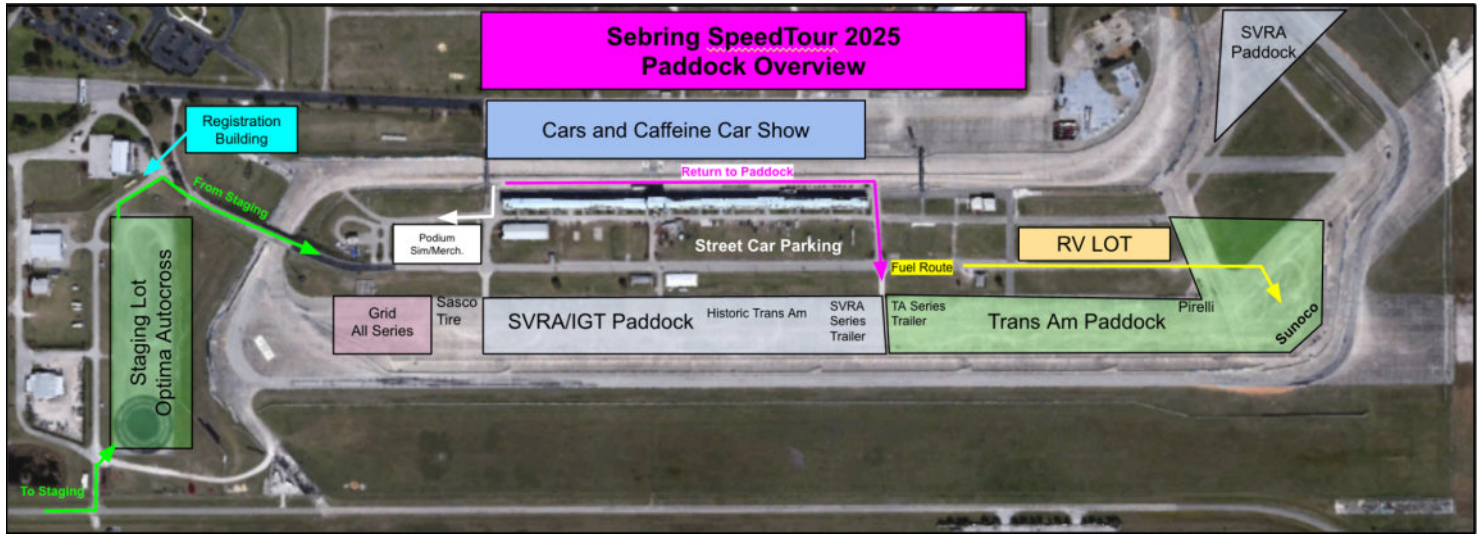 Sebring SpeedTour 2025
Paddock Overview
SVRA
Paddock
Registration
Building
Cars and Caffeine Car Show
Return to Paddock
From Staging
Podium
Sim/Merch.
Street Car Parking
RV LOT
Fuel Route
Staging Lot
Optima Autocross
Grid
All Series
Sasco
Tire
SVRA/IGT Paddock
Historic Trans Am
SVRA
Series
Trailer
TA Series
Trailer
Trans Am Paddock
Pirelli
Sunoco
To Staging